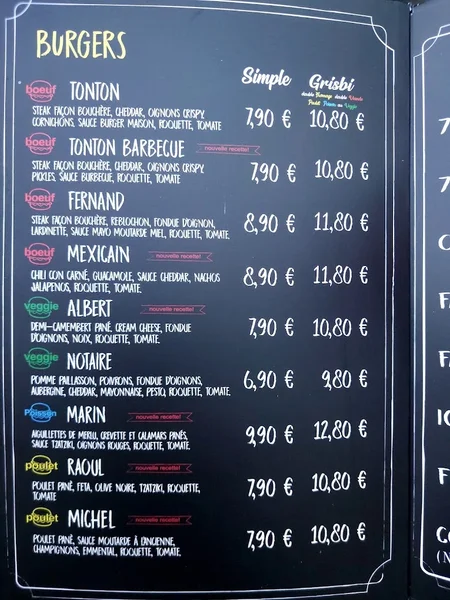 BURGERS
Simple Grisbi
double Fromage double Viande
Poulet Poisson ou Veggie
boeuf TONTON
STEAK FAÇON BOUCHÈRE, CHEDDAR, OIGNONS CRISPY,
CORNICHONS, SAUCE BURGER MAISON, ROQUETTE, TOMATE
7,90 € 10,80 €
boeuf TONTON BARBECUE nouvelle recette!
STEAK FAÇON BOUCHÈRE, CHEDDAR, OIGNONS CRISPY
PICKLES, SAUCE BURBECUE, ROQUETTE, TOMATE
7,90 € 10,80 €
boeuf FERNAND
STEAK FAÇON BOUCHÈRE, REBLOCHON, FONDUE D'OIGNON,
LARDINETTE, SAUCE MAYO MOUTARDE MIEL, ROQUETTE, TOMATE.
8,90 € 11,80 €
boeuf MEXICAIN nouvelle recette!
CHILI CON CARNÉ, GUACAMOLE, SAUCE CHEDDAR, NACHOS
JALAPENOS, ROQUETTE, TOMATE.
8,90 € 11,80 €
veggie ALBERT nouvelle recette!
DEMI-CAMEMBERT PANÉ, CREAM CHEESE, FONDUE
D'OIGNONS, NOIX, ROQUETTE, TOMATE.
7,90 € 10,80 €
veggie NOTAIRE
POMME PAILLASSON, POIVRONS, FONDUE D'OIGNONS,
AUBERGINE, CHEDDAR, MAYONNAISE, PESTO, ROQUETTE, TOMATE.
6,90 € 9,80 €
Poisson MARIN nouvelle recette!
AIGUILLETTES DE MERLU, CREVETTE ET CALAMARS PANÉS,
SAUCE TZATZIKI, OIGNONS ROUGES, ROQUETTE, TOMATE.
9,90 € 12,80 €
poulet RAOUL nouvelle recette!
POULET PANÉ, FETA, OLIVE NOIRE, TZATZIKI, ROQUETTE,
TOMATE
7,90 € 10,80 €
poulet MICHEL nouvelle recette!
POULET PANÉ, SAUCE MOUTARDE À L'ANCIENNE,
CHAMPIGNONS, EMMENTAL, ROQUETTE, TOMATE.
7,90 € 10,80 €